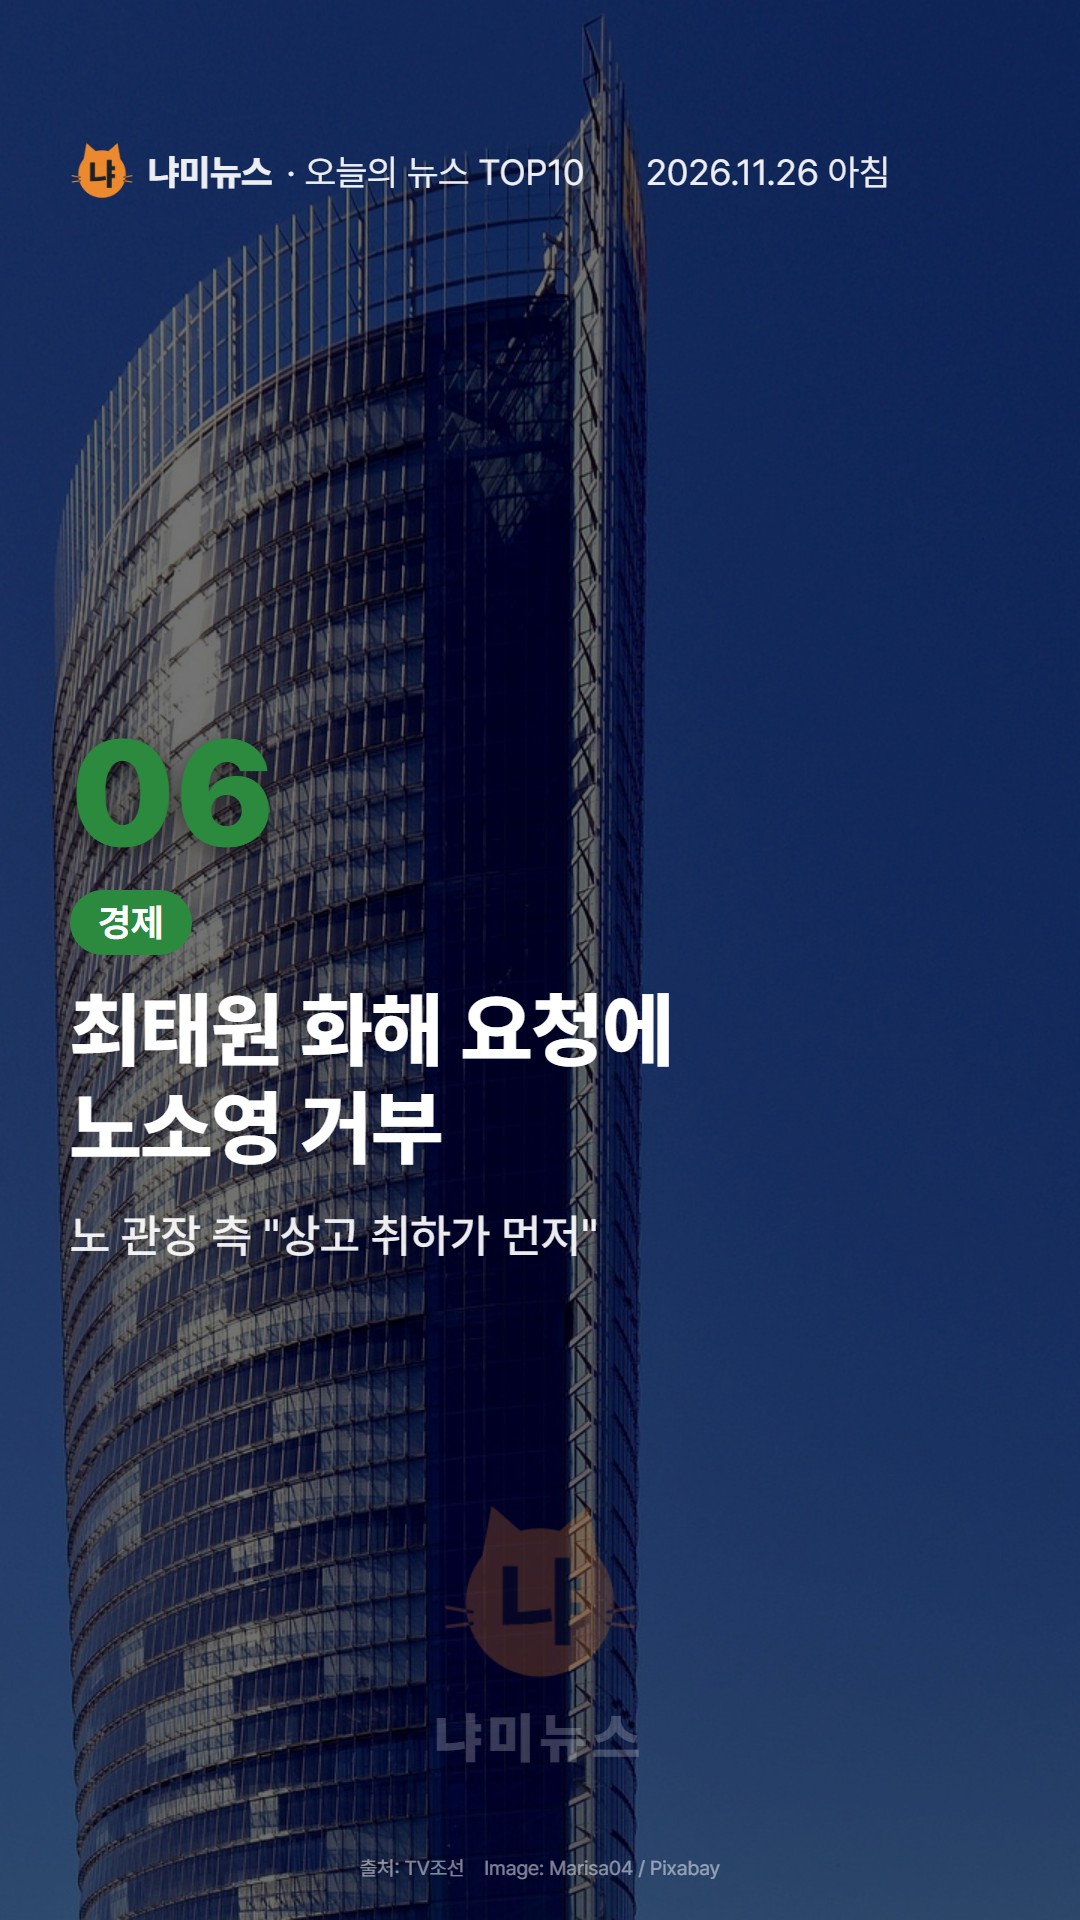 냐 냐미뉴스 · 오늘의 뉴스 TOP10 2026.11.26 아침
06
경제
최태원 화해 요청에
노소영 거부
노 관장 측 "상고 취하가 먼저"
냐
냐미뉴스
출처: TV조선 Image: Marisa04 / Pixabay